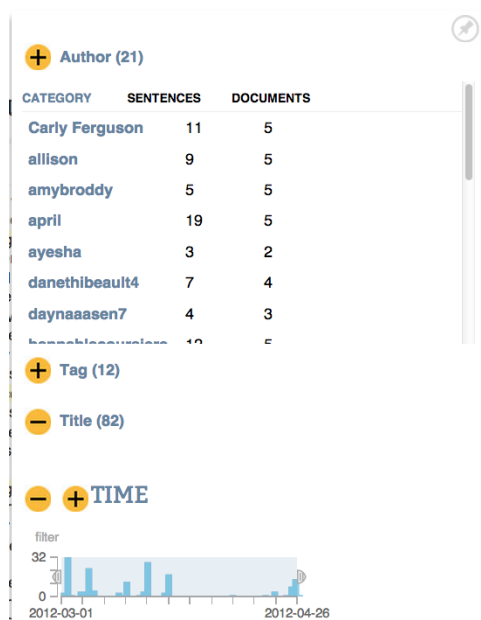 Author (21)
CATEGORY SENTENCES DOCUMENTS
Carly Ferguson 11 5
allison 9 5
amybroddy 5 5
april 19 5
ayesha 3 2
danethibeault4 7 4
daynaaasen7 4 3
Tag (12)
Title (82)
TIME
filter
32
0
2012-03-01 2012-04-26